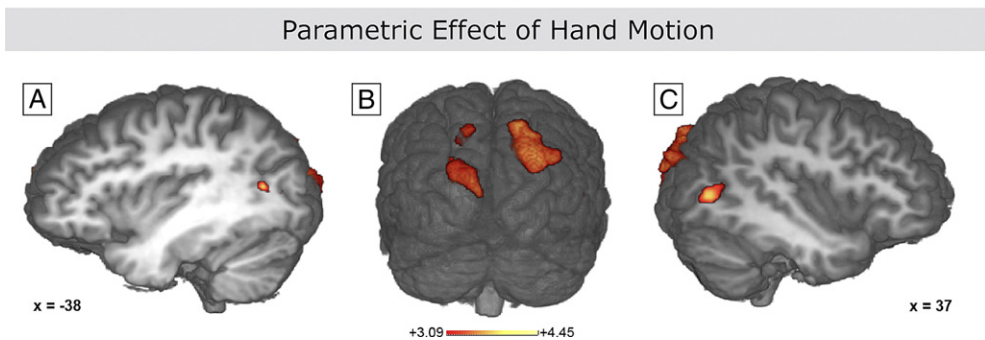 Parametric Effect of Hand Motion
A
B
C
x = -38
x = 37
+3.09
+4.45